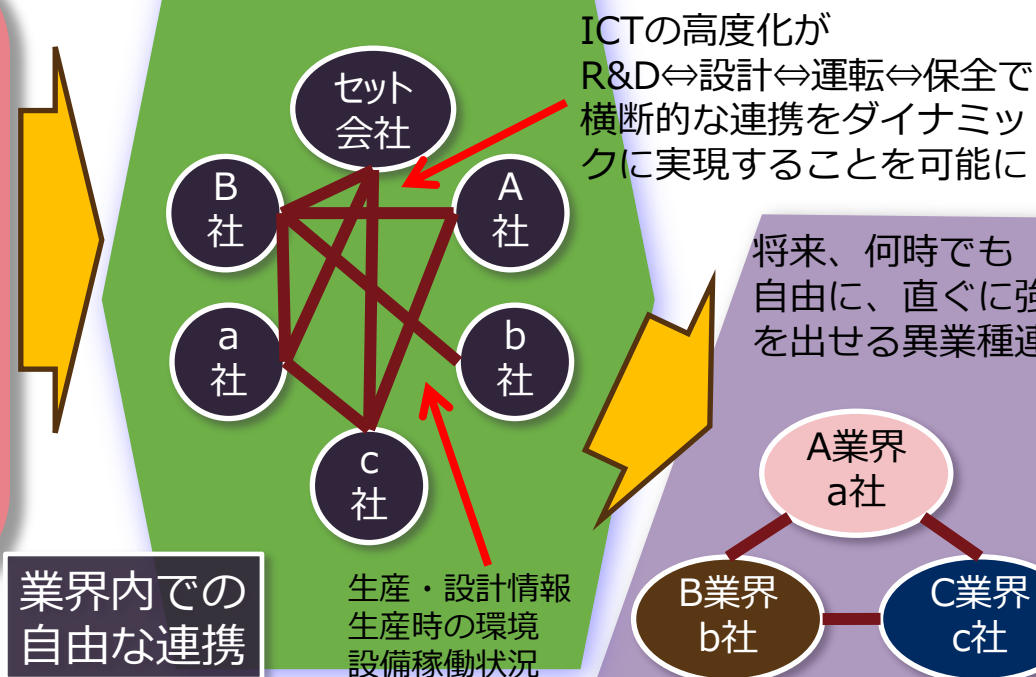 ICTの高度化が
R&D⇔設計⇔運転⇔保全で
横断的な連携をダイナミッ
クに実現することを可能に
セット
会社
B
社
A
社
a
社
b
社
c
社
生産・設計情報
生産時の環境
設備稼働状況
業界内での
自由な連携
将来、何時でも
自由に、直ぐに強
を出せる異業種連
A業界
a社
B業界
b社
C業界
c社